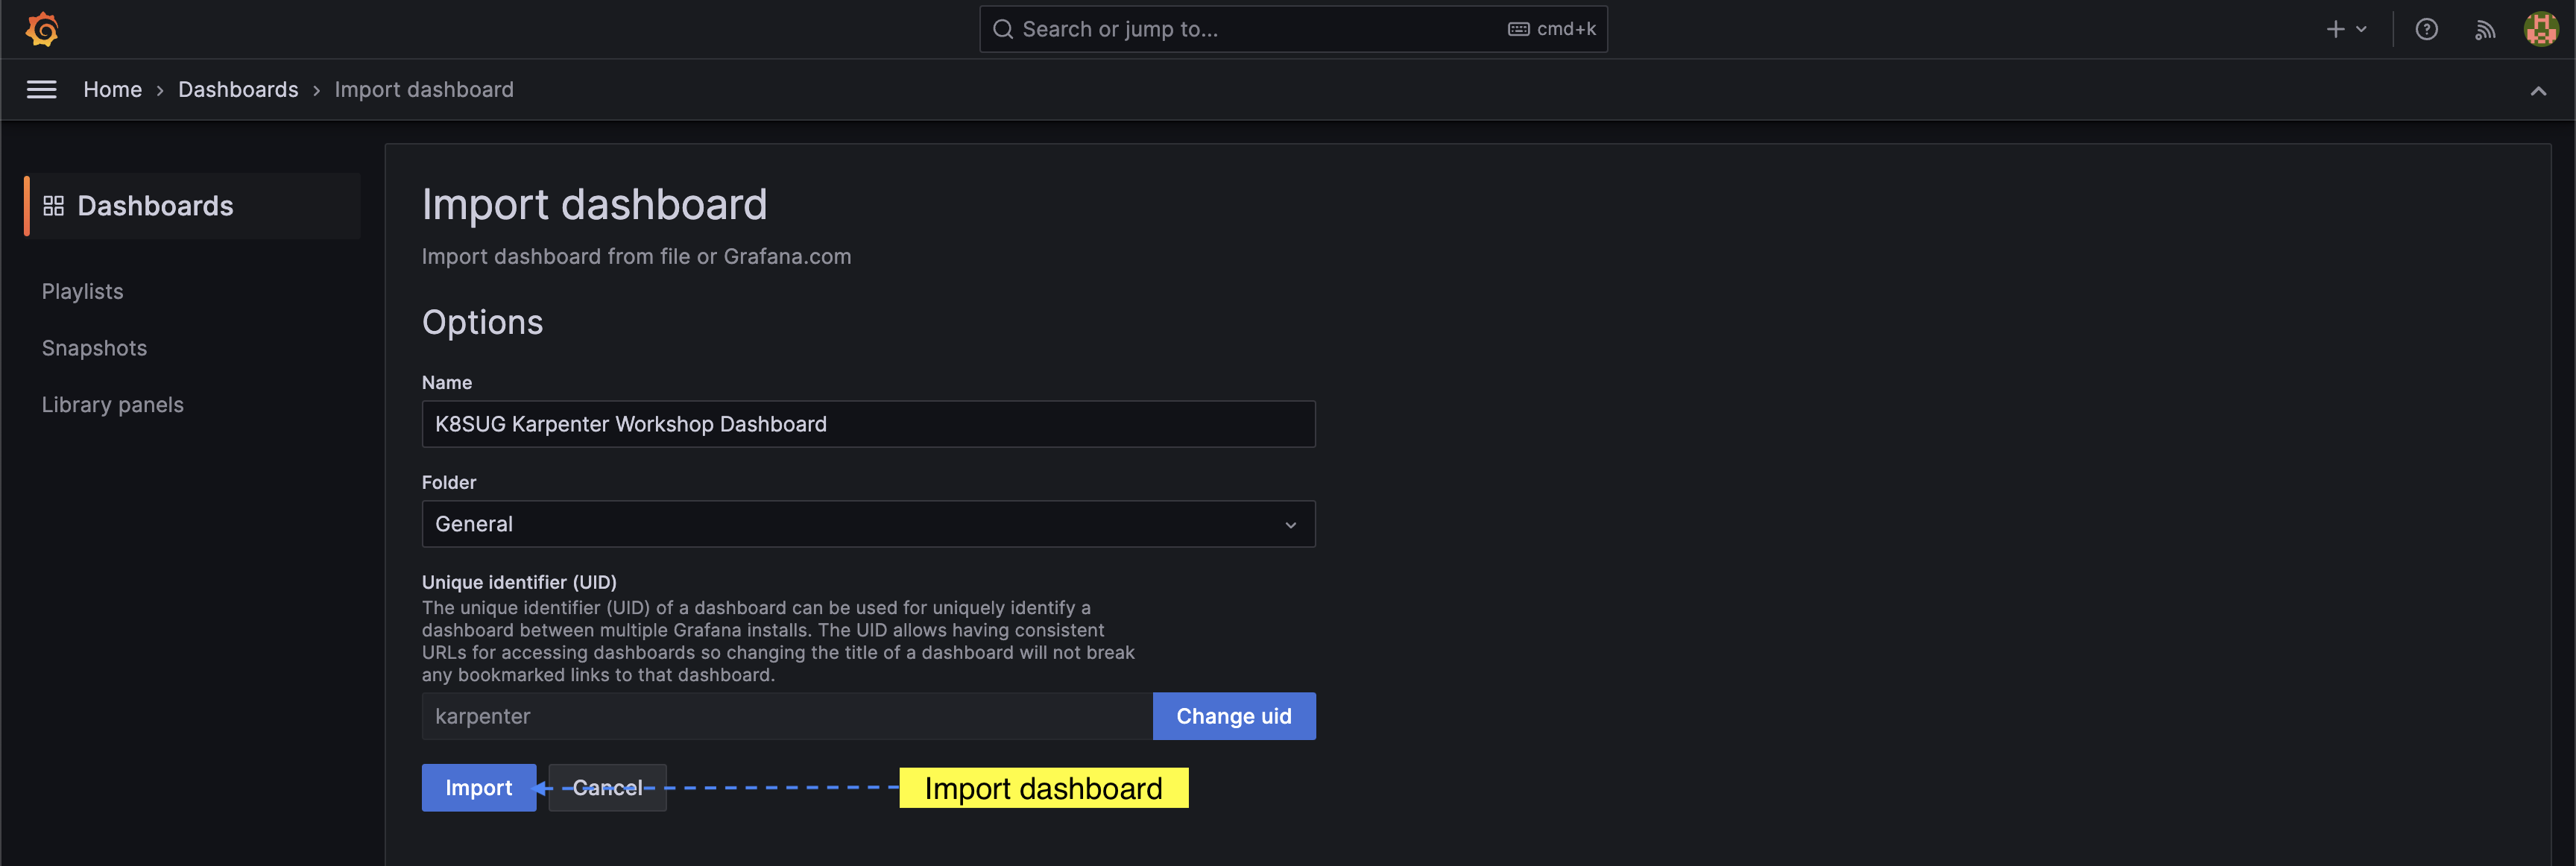 Search or jump to...
cmd+k
Home › Dashboards › Import dashboard
Dashboards
Playlists
Snapshots
Library panels
Import dashboard
Import dashboard from file or Grafana.com
Options
Name
K8SUG Karpenter Workshop Dashboard
Folder
General
Unique identifier (UID)
The unique identifier (UID) of a dashboard can be used for uniquely identify a
dashboard between multiple Grafana installs. The UID allows having consistent
URLs for accessing dashboards so changing the title of a dashboard will not break
any bookmarked links to that dashboard.
karpenter
Change uid
Import
Cancel
Import dashboard